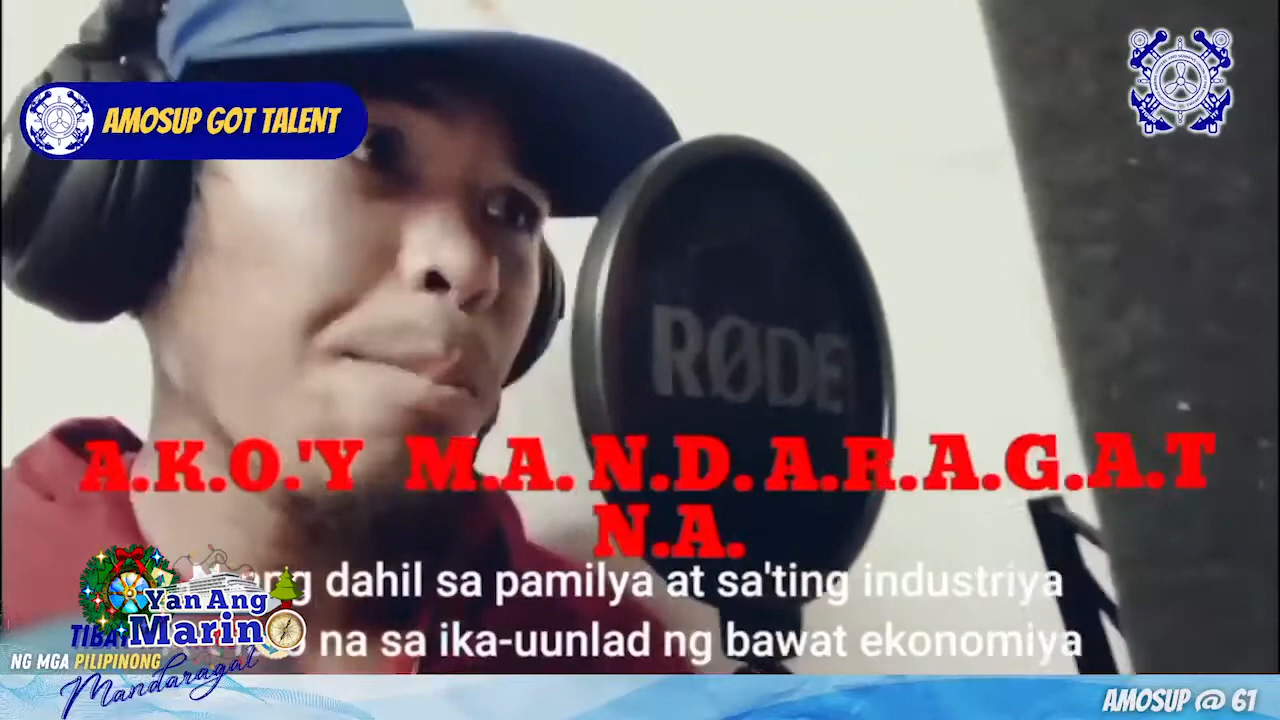 AMOSUP GOT TALENT
RØDE
A.K.O.'Y M.A.N.D.A.R.A.G.A.T
N.A.
dahil sa pamilya at sa'ting industriya
na sa ika-uunlad ng bawat ekonomiya
Yan Ang
Marino
NG MGA PILIPINONG
Mandaragat
AMOSUP @ 61